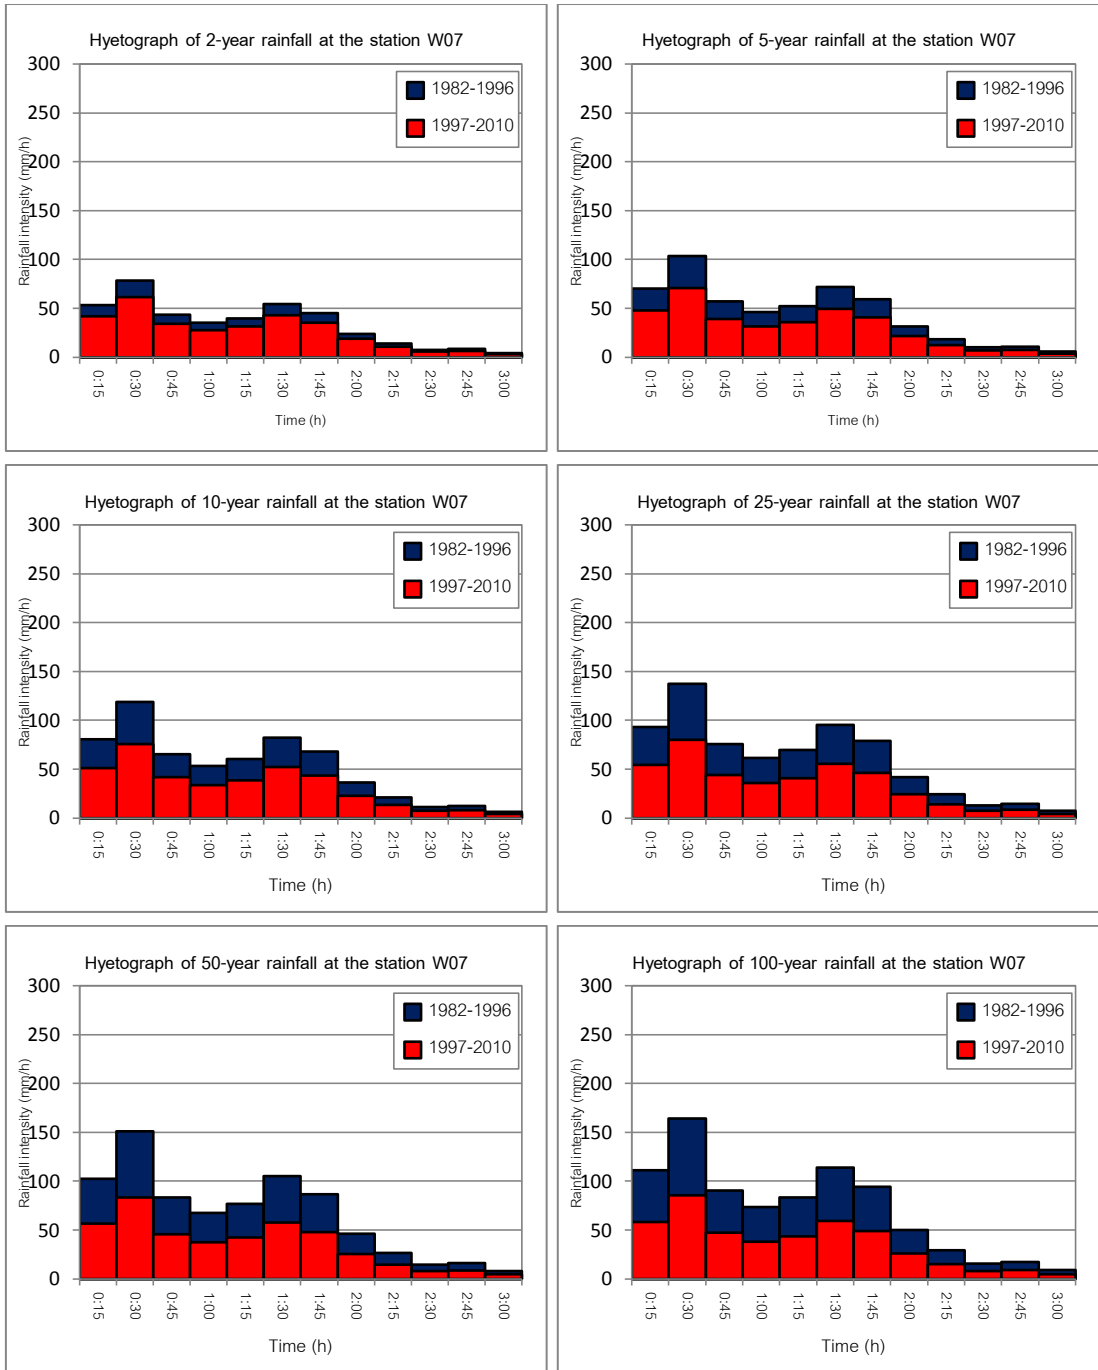 Hyetograph of 2-year rainfall at the station W07
300
250
200
150
100
50
0
Rainfall intensity (mm/h)
1982-1996
1997-2010
0:15 0:30 0:45 1:00 1:15 1:30 1:45 2:00 2:15 2:30 2:45 3:00
Time (h)
Hyetograph of 5-year rainfall at the station W07
300
250
200
150
100
50
0
Rainfall intensity (mm/h)
1982-1996
1997-2010
0:15 0:30 0:45 1:00 1:15 1:30 1:45 2:00 2:15 2:30 2:45 3:00
Time (h)
Hyetograph of 10-year rainfall at the station W07
300
250
200
150
100
50
0
Rainfall intensity (mm/h)
1982-1996
1997-2010
0:15 0:30 0:45 1:00 1:15 1:30 1:45 2:00 2:15 2:30 2:45 3:00
Time (h)
Hyetograph of 25-year rainfall at the station W07
300
250
200
150
100
50
0
Rainfall intensity (mm/h)
1982-1996
1997-2010
0:15 0:30 0:45 1:00 1:15 1:30 1:45 2:00 2:15 2:30 2:45 3:00
Time (h)
Hyetograph of 50-year rainfall at the station W07
300
250
200
150
100
50
0
Rainfall intensity (mm/h)
1982-1996
1997-2010
0:15 0:30 0:45 1:00 1:15 1:30 1:45 2:00 2:15 2:30 2:45 3:00
Time (h)
Hyetograph of 100-year rainfall at the station W07
300
250
200
150
100
50
0
Rainfall intensity (mm/h)
1982-1996
1997-2010
0:15 0:30 0:45 1:00 1:15 1:30 1:45 2:00 2:15 2:30 2:45 3:00
Time (h)